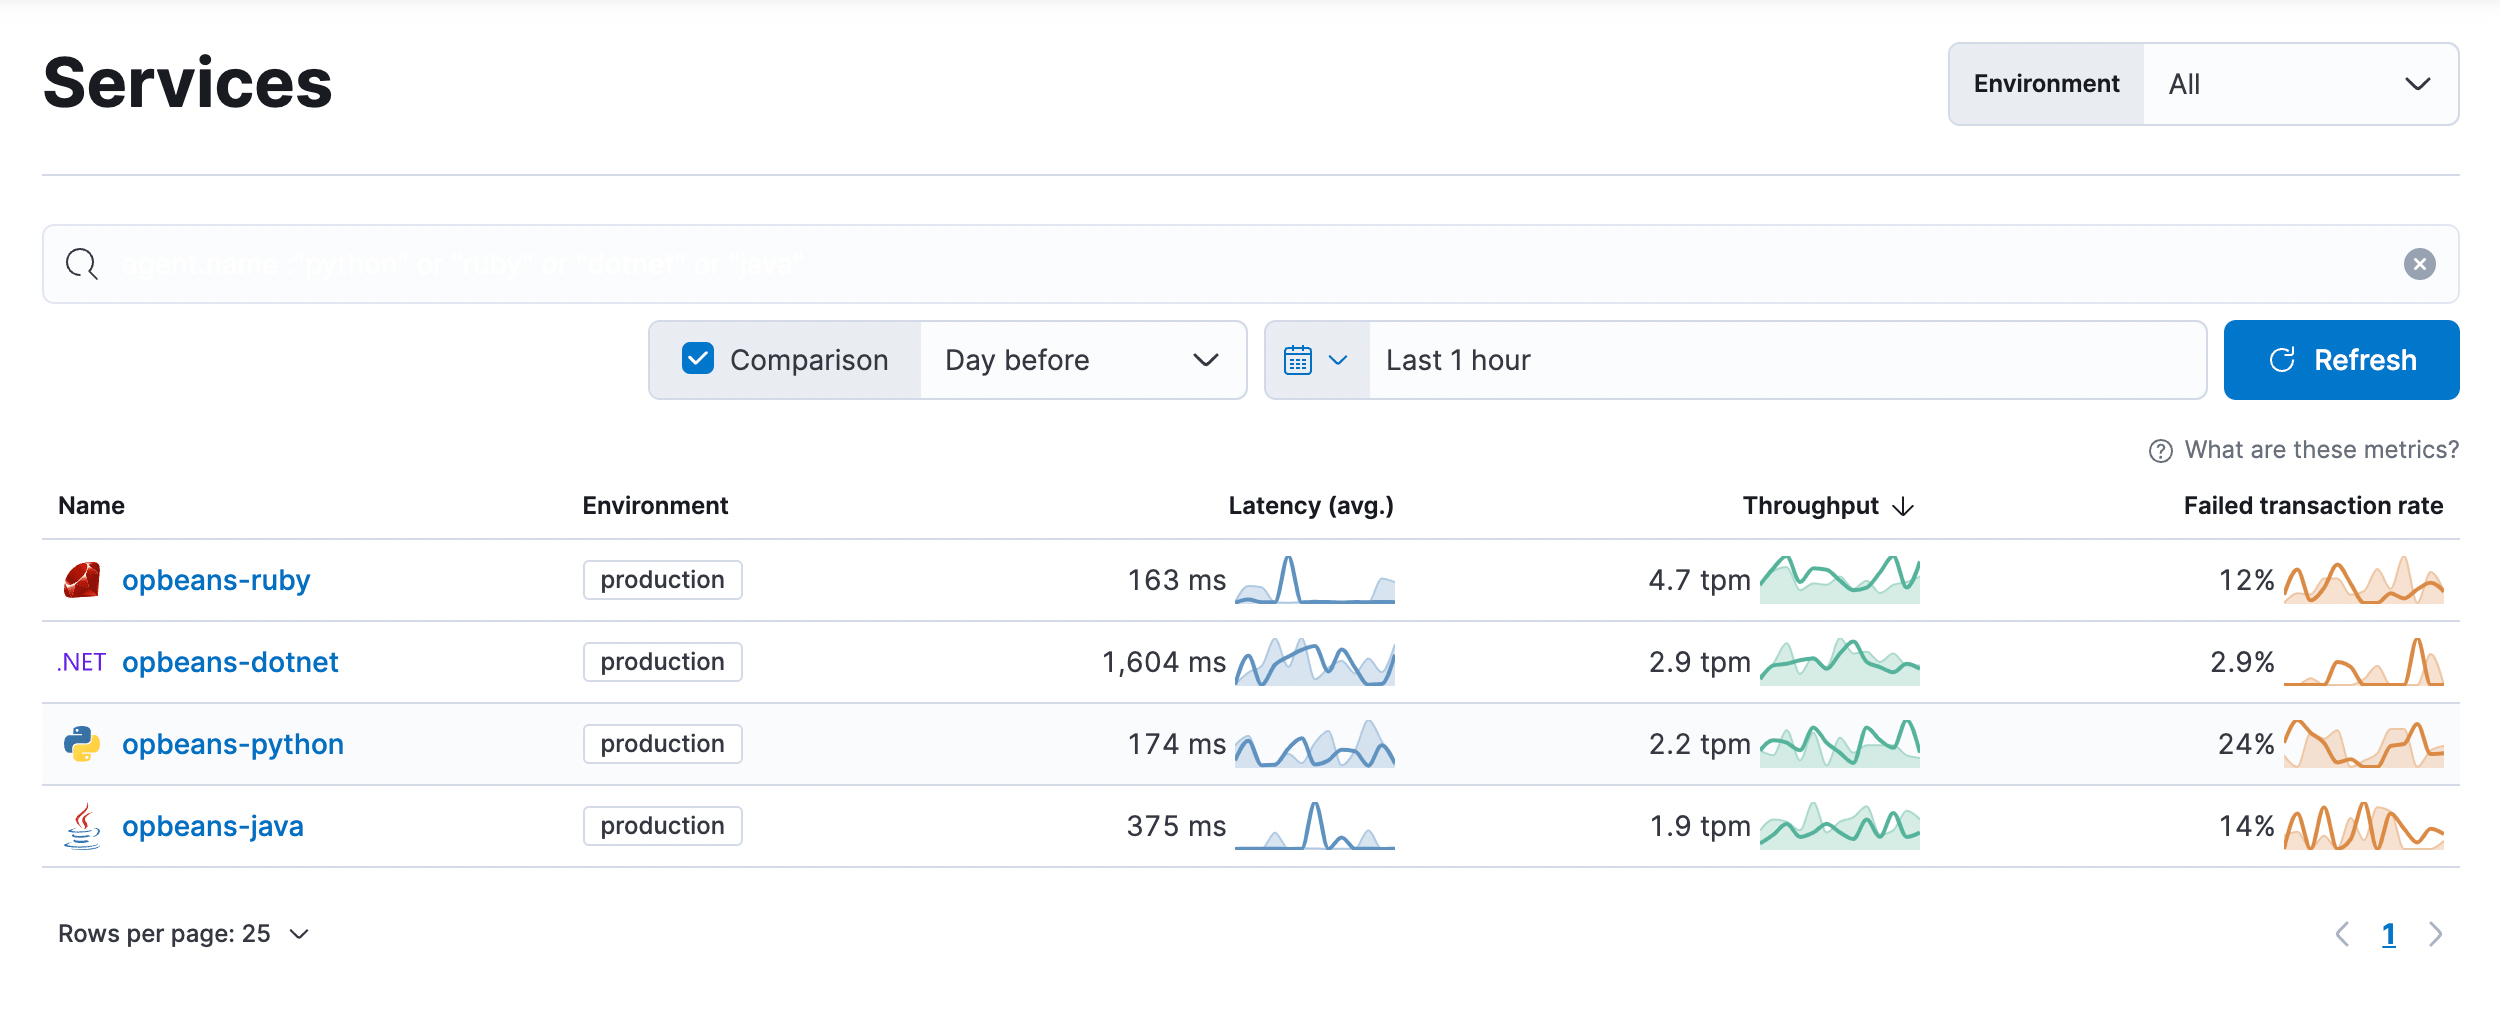 Services
Environment All
agent.name :"python" or "ruby" or "dotnet" or "java"
Comparison Day before Last 1 hour Refresh
What are these metrics?
Name Environment Latency (avg.) Throughput Failed transaction rate
opbeans-ruby production 163 ms 4.7 tpm 12%
.NET opbeans-dotnet production 1,604 ms 2.9 tpm 2.9%
opbeans-python production 174 ms 2.2 tpm 24%
opbeans-java production 375 ms 1.9 tpm 14%
Rows per page: 25 1